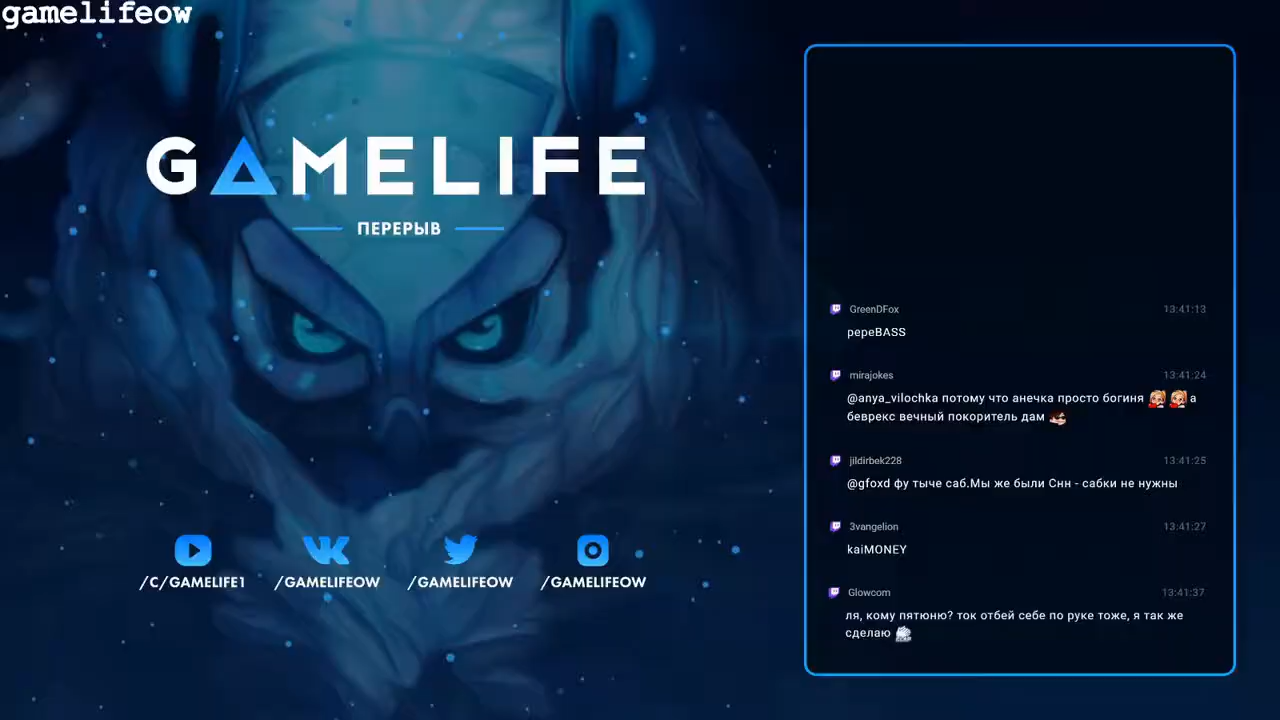 gamelifeow
GAMELIFE
ПЕРЕРЫВ
/C/GAMELIFE1
/GAMELIFEOW
/GAMELIFEOW
/GAMELIFEOW
GreenDFox 13:41:13
pepeBASS
mirajokes 13:41:24
@anya_vilochka потому что анечка просто богиня а
беврекс вечный покоритель дам
jildirbek228 13:41:25
@gfoxd фу тыче саб.Мы же были Снн - сабки не нужны
3vangelion 13:41:27
kaiMONEY
Glowcom 13:41:37
ля, кому пятюню? ток отбей себе по руке тоже, я так же
сделаю